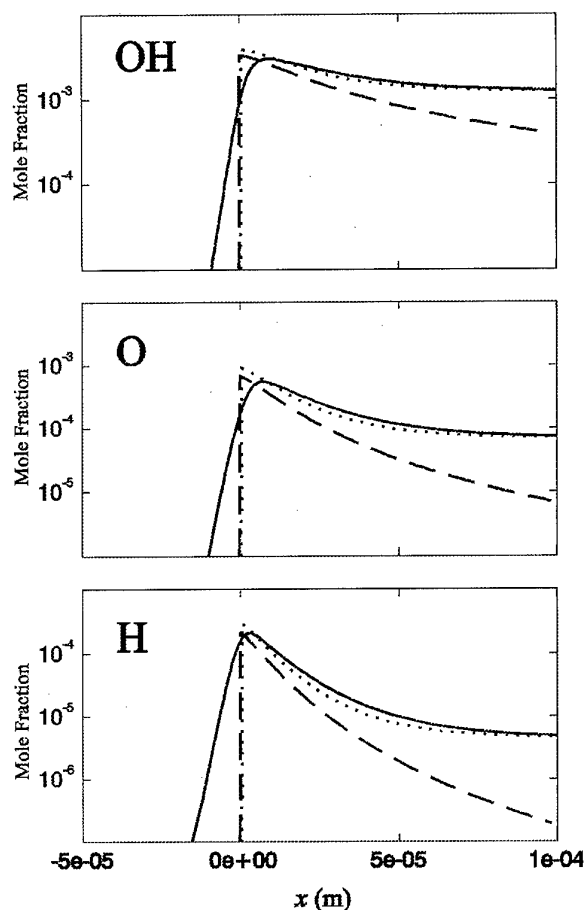 OH
Mole Fraction
10⁻³
10⁻⁴
O
Mole Fraction
10⁻³
10⁻⁴
10⁻⁵
H
Mole Fraction
10⁻⁴
10⁻⁵
10⁻⁶
-5e-05 0e+00 5e-05 1e-04
x (m)